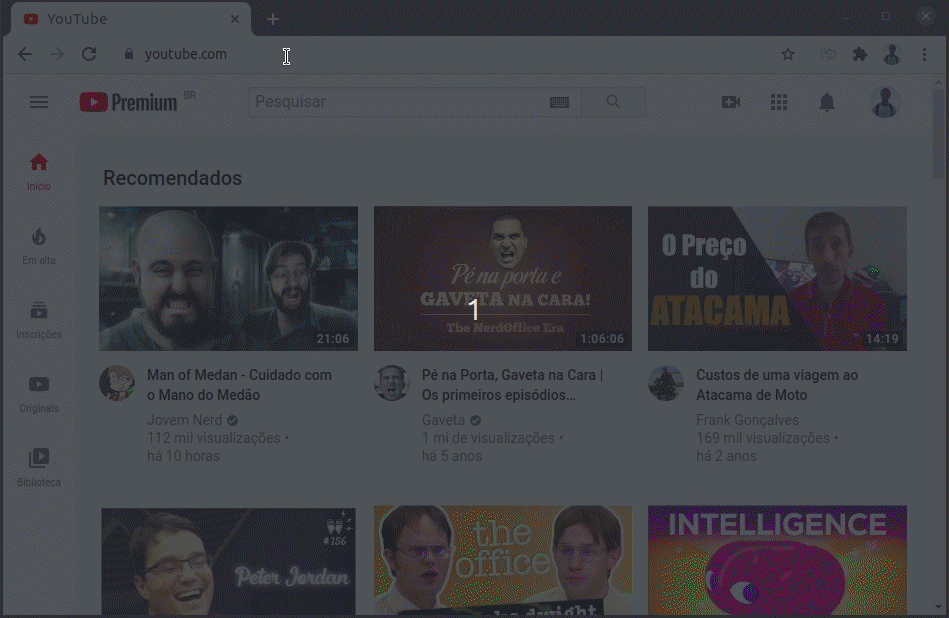 YouTube
youtube.com
Premium BR
Pesquisar
Início
Em alta
Inscrições
Originals
Biblioteca
Recomendados
21:06
Man of Medan - Cuidado com
o Mano do Medão
Jovem Nerd
112 mil visualizações •
há 10 horas
Pé na porta e
GAVETA NA CARA!
The NerdOffice Era
1:06:06
1
Pé na Porta, Gaveta na Cara |
Os primeiros episódios...
Gaveta
1 mi de visualizações •
há 5 anos
O Preço
do
ATACAMA
14:19
Custos de uma viagem ao
Atacama de Moto
Frank Gonçalves
169 mil visualizações •
há 2 anos
#256
Peter Jordan
the
office
dwight
INTELLIGENCE